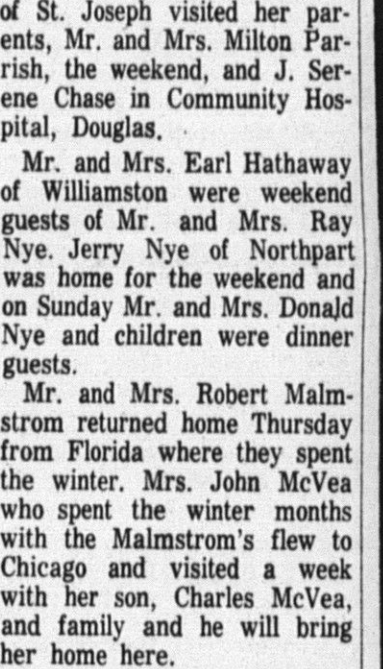 of St. Joseph visited her par-
ents, Mr. and Mrs. Milton Par-
rish, the weekend, and J. Ser-
ene Chase in Community Hos-
pital, Douglas.
Mr. and Mrs. Earl Hathaway
of Williamston were weekend
guests of Mr. and Mrs. Ray
Nye. Jerry Nye of Northpart
was home for the weekend and
on Sunday Mr. and Mrs. Donald
Nye and children were dinner
guests.
Mr. and Mrs. Robert Malm-
strom returned home Thursday
from Florida where they spent
the winter. Mrs. John McVea
who spent the winter months
with the Malmstrom's flew to
Chicago and visited a week
with her son, Charles McVea,
and family and he will bring
her home here.